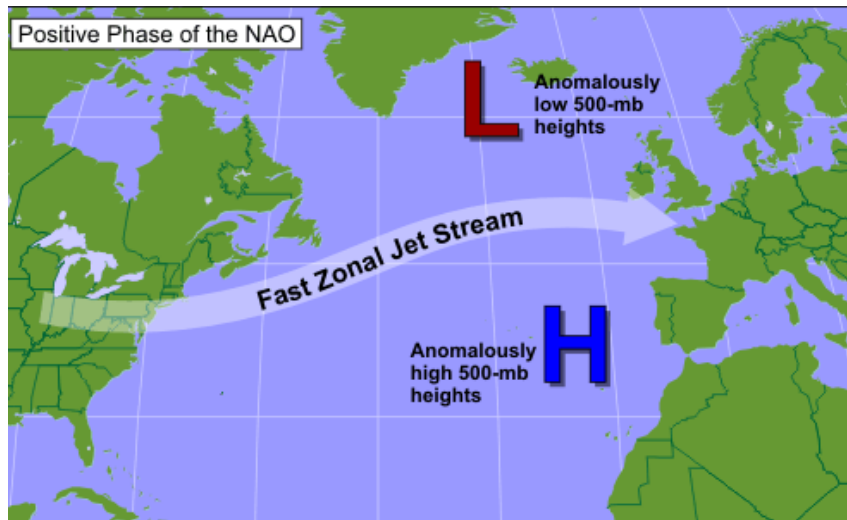 Positive Phase of the NAO
L
Anomalously
low 500-mb
heights
Fast Zonal Jet Stream
H
Anomalously
high 500-mb
heights